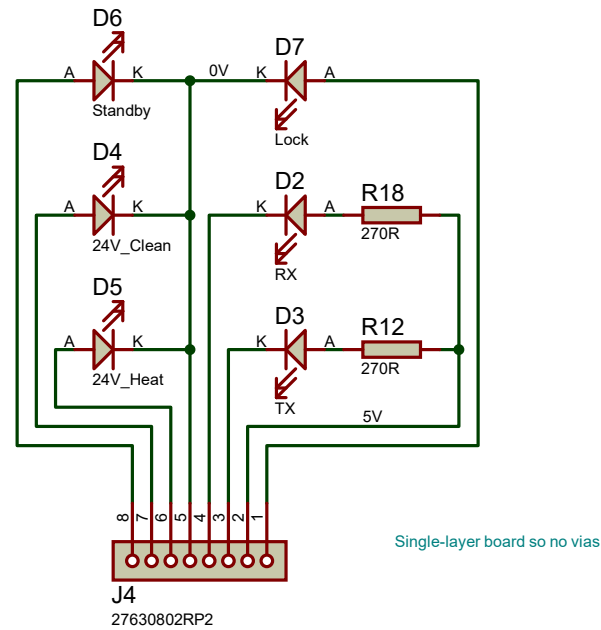 D6
D7
A K 0V K A
Standby
Lock
D4
D2
R18
A K K A
24V_Clean
270R
RX
D5
D3
R12
A K K A
24V_Heat
270R
TX
5V
8 7 6 5 4 3 2 1
Single-layer board so no vias
J4
27630802RP2